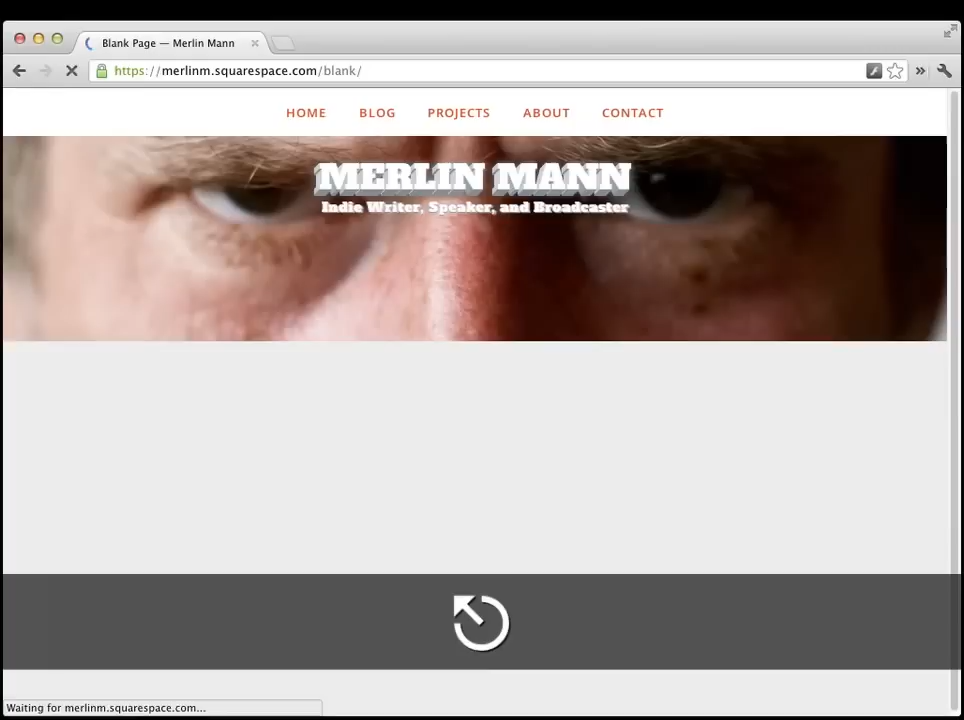 Blank Page — Merlin Mann
https://merlinm.squarespace.com/blank/
HOME BLOG PROJECTS ABOUT CONTACT
MERLIN MANN
Indie Writer, Speaker, and Broadcaster
Waiting for merlinm.squarespace.com...